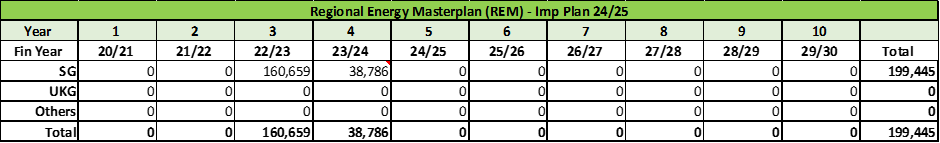 Regional Energy Masterplan (REM) - Imp Plan 24/25
Year 1 2 3 4 5 6 7 8 9 10
Fin Year 20/21 21/22 22/23 23/24 24/25 25/26 26/27 27/28 28/29 29/30 Total
SG 0 0 160,659 38,786 0 0 0 0 0 0 199,445
UKG 0 0 0 0 0 0 0 0 0 0 0
Others 0 0 0 0 0 0 0 0 0 0 0
Total 0 0 160,659 38,786 0 0 0 0 0 0 199,445